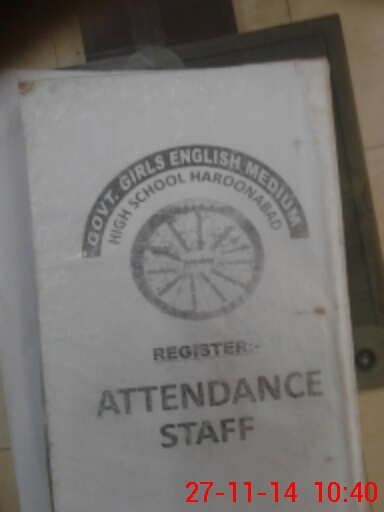 GOVT. GIRLS ENGLISH MEDIUM
HIGH SCHOOL HAROONABAD
REGISTER:-
ATTENDANCE
STAFF
27-11-14 10:40